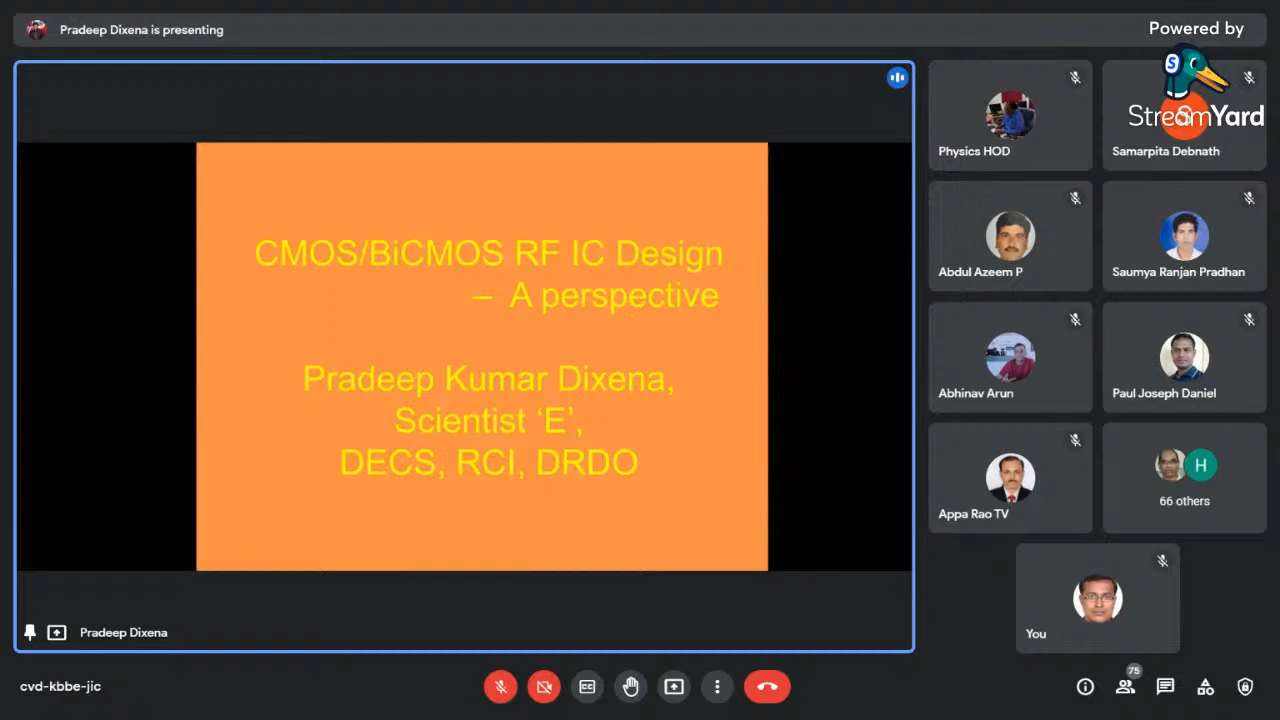 Pradeep Dixena is presenting
Powered by
StreamYard
CMOS/BiCMOS RF IC Design
– A perspective
Pradeep Kumar Dixena,
Scientist ‘E’,
DECS, RCI, DRDO
Pradeep Dixena
Physics HOD
S
Samarpita Debnath
Abdul Azeem P
Saumya Ranjan Pradhan
Abhinav Arun
Paul Joseph Daniel
Appa Rao TV
H
66 others
You
cvd-kbbe-jic
CC
75